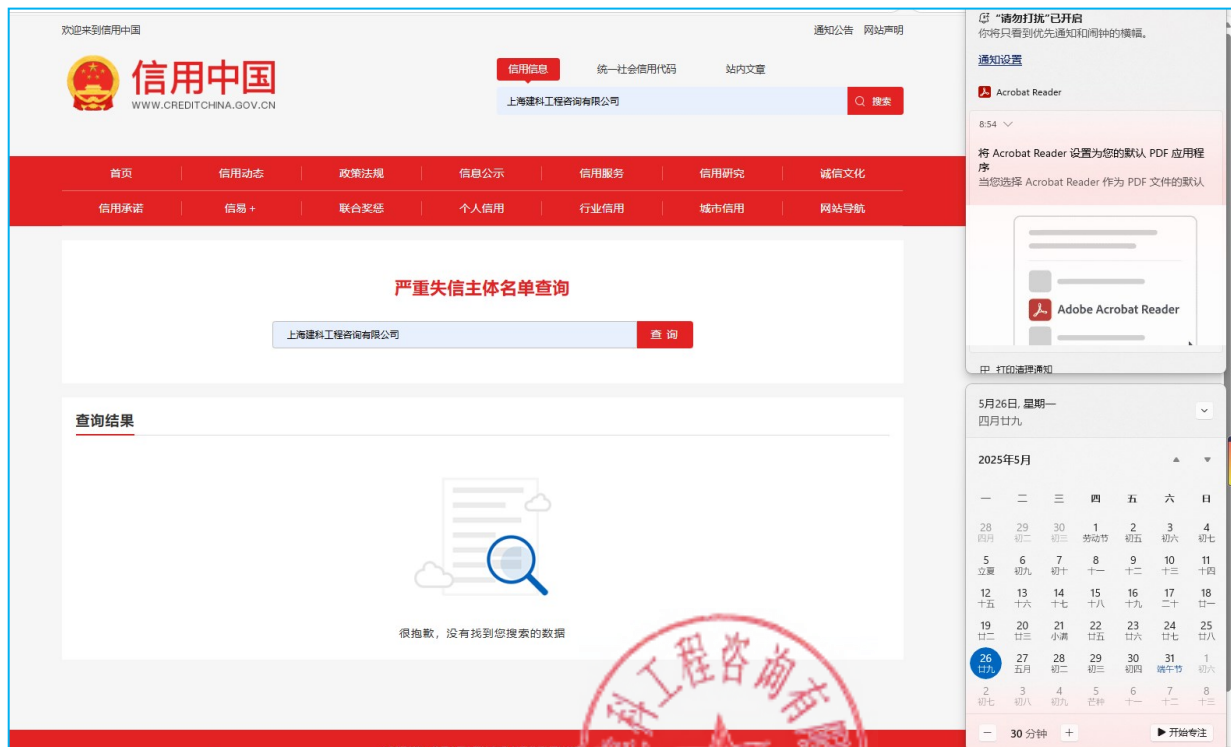 欢迎来到信用中国
通知公告 网站声明
信用中国
WWW.CREDITCHINA.GOV.CN
信用信息 统一社会信用代码 站内文章
上海建科工程咨询有限公司
搜索
首页 信用动态 政策法规 信息公示 信用服务 信用研究 诚信文化
信用承诺 信易+ 联合奖惩 个人信用 行业信用 城市信用 网站导航
严重失信主体名单查询
上海建科工程咨询有限公司 查询
查询结果
很抱歉，没有找到您搜索的数据
科工程咨询有限
“请勿打扰”已开启
你将只看到优先通知和闹钟的横幅。
通知设置
Acrobat Reader
8:54
将 Acrobat Reader 设置为您的默认 PDF 应用程
序
当您选择 Acrobat Reader 作为 PDF 文件的默认
Adobe Acrobat Reader
打印清理通知
5月26日, 星期一
四月廿九
2025年5月
一 二 三 四 五 六 日
28 29 30 1 2 3 4
四月 初二 初三 劳动节 初五 初六 初七
5 6 7 8 9 10 11
立夏 初九 初十 十一 十二 十三 十四
12 13 14 15 16 17 18
十五 十六 十七 十八 十九 二十 廿一
19 20 21 22 23 24 25
廿二 廿三 小满 廿五 廿六 廿七 廿八
26 27 28 29 30 31 1
廿九 五月 初二 初三 初四 端午节 初六
2 3 4 5 6 7 8
初七 初八 初九 芒种 十一 十二 十三
30 分钟
开始专注